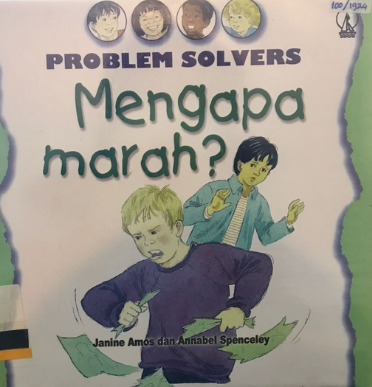 100/1924
PROBLEM SOLVERS
Mengapa
marah?
Janine Amos dan Annabel Spenceley